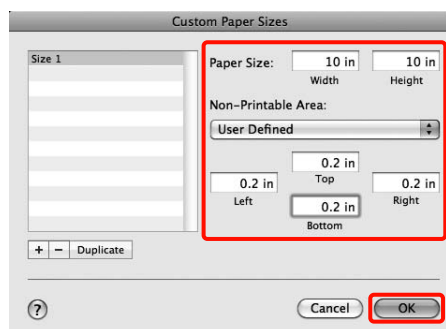 Custom Paper Sizes
Size 1
Paper Size: 10 in 10 in
Width Height
Non-Printable Area:
User Defined
0.2 in
Top
0.2 in 0.2 in
Left Right
0.2 in
Bottom
+ − Duplicate
? Cancel OK